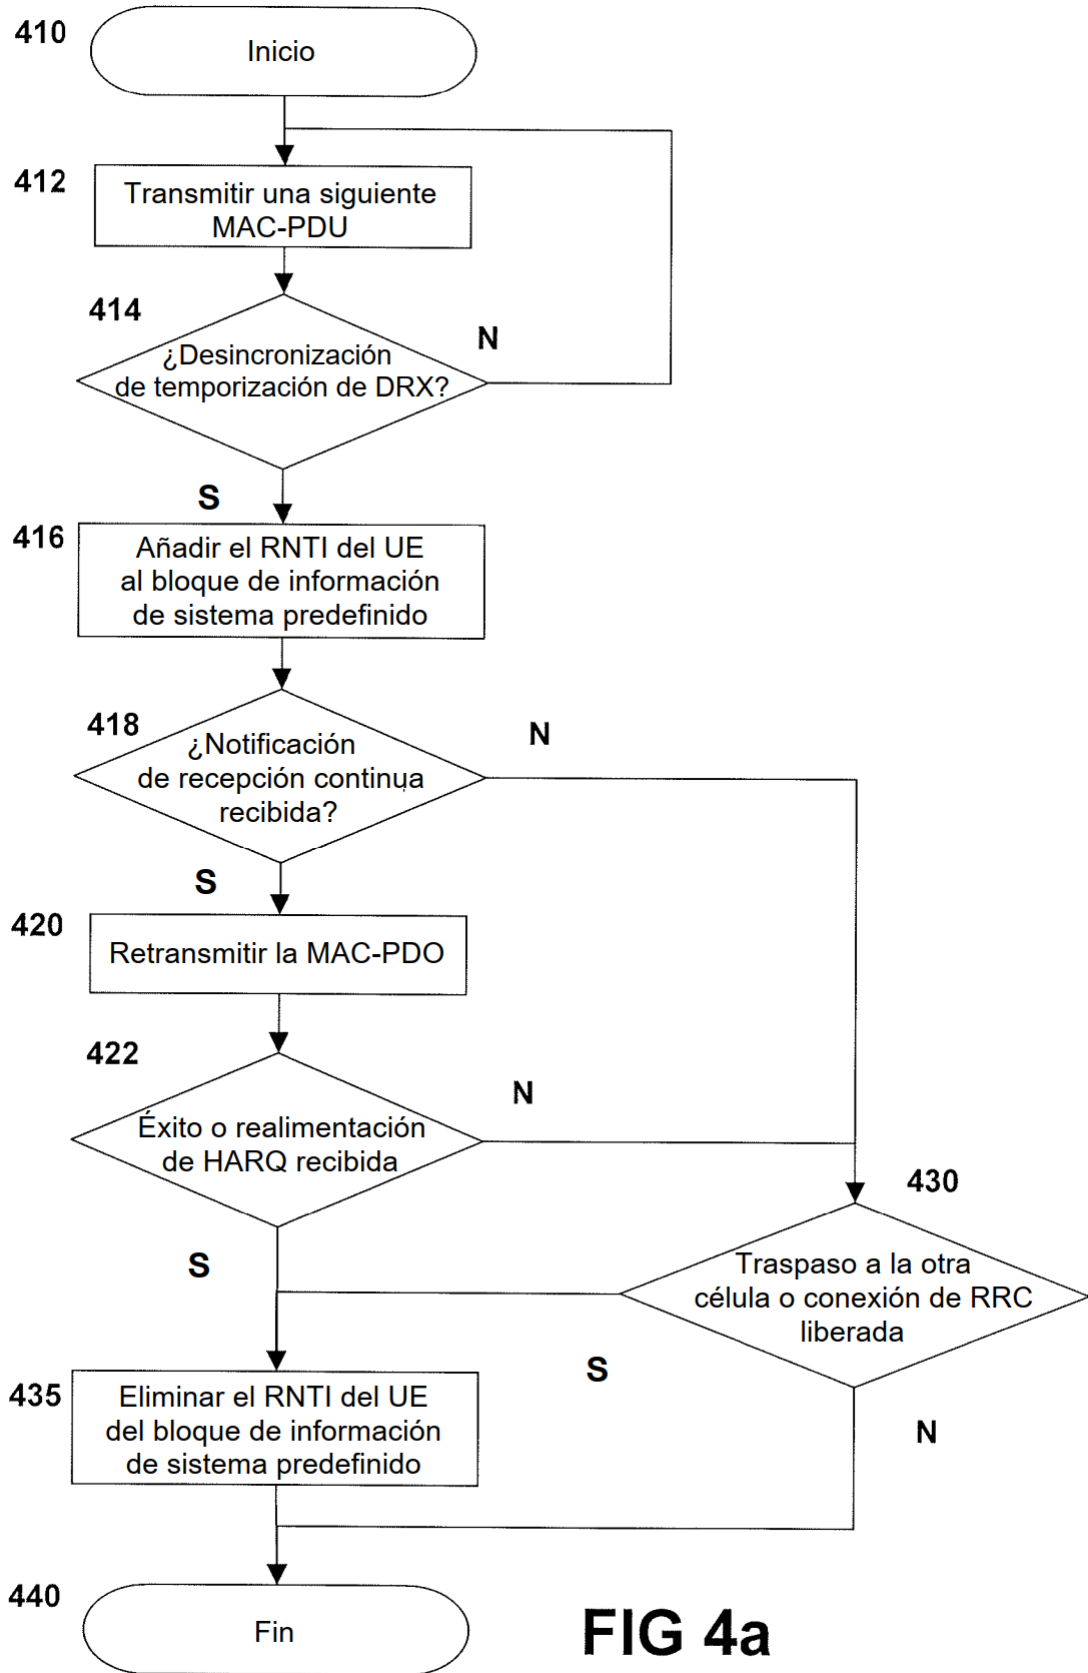 410
Inicio
412
Transmitir una siguiente
MAC-PDU
414
¿Desincronización
de temporización de DRX?
N
S
416
Añadir el RNTI del UE
al bloque de información
de sistema predefinido
418
¿Notificación
de recepción continua
recibida?
N
S
420
Retransmitir la MAC-PDO
422
Éxito o realimentación
de HARQ recibida
N
S
430
Traspaso a la otra
célula o conexión de RRC
liberada
S
N
435
Eliminar el RNTI del UE
del bloque de información
de sistema predefinido
440
Fin
FIG 4a